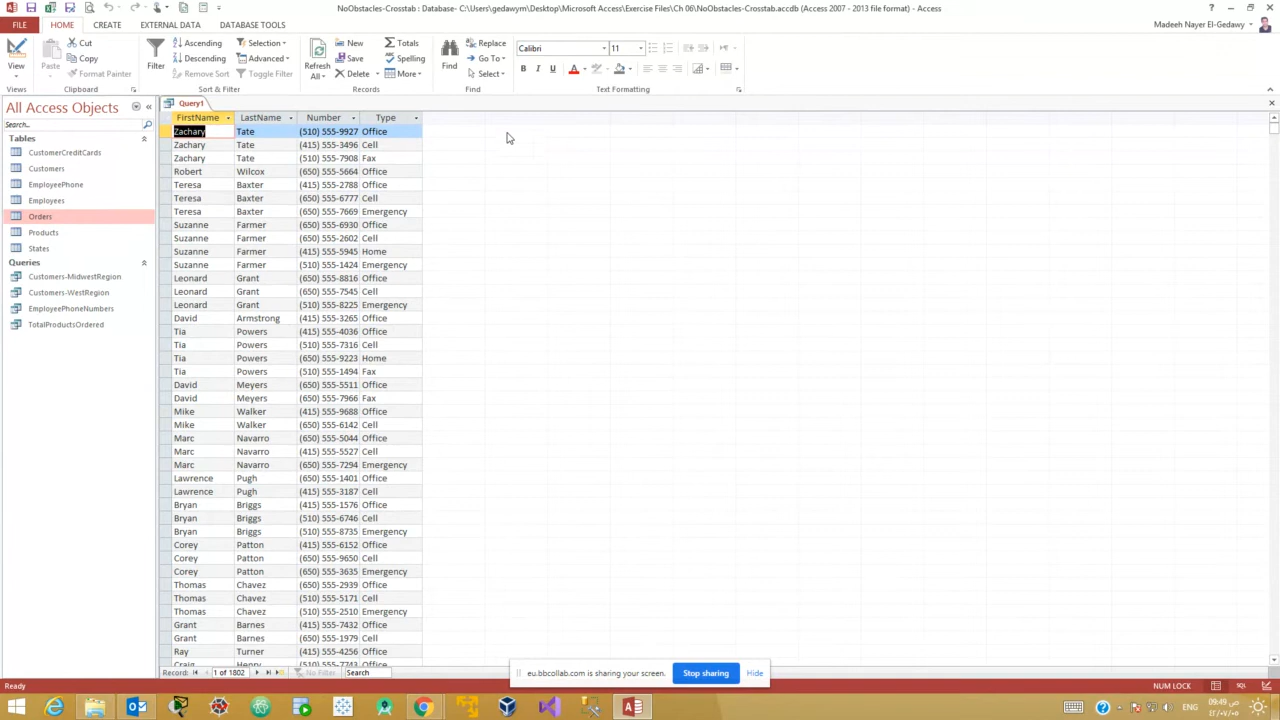 NoObstacles-Crosstab : Database- C:\Users\gedawym\Desktop\Microsoft Access\Exercise Files\Ch 06\NoObstacles-Crosstab.accdb (Access 2007 - 2013 file format) - Access
FILE HOME CREATE EXTERNAL DATA DATABASE TOOLS
Madeeh Nayer El-Gedawy
View
Paste
Cut
Copy
Format Painter
Filter
Ascending
Descending
Remove Sort
Selection
Advanced
Toggle Filter
Refresh All
New
Save
Delete
Totals
Spelling
More
Find
Replace
Go To
Select
Calibri 11
B I U A
Views Clipboard Sort & Filter Records Find Text Formatting
All Access Objects
Search...
Tables
CustomerCreditCards
Customers
EmployeePhone
Employees
Orders
Products
States
Queries
Customers-MidwestRegion
Customers-WestRegion
EmployeePhoneNumbers
TotalProductsOrdered
Query1
FirstName LastName Number Type
Zachary Tate (510) 555-9927 Office
Zachary Tate (415) 555-3496 Cell
Zachary Tate (510) 555-7908 Fax
Robert Wilcox (650) 555-5664 Office
Teresa Baxter (415) 555-2788 Office
Teresa Baxter (650) 555-6777 Cell
Teresa Baxter (510) 555-7669 Emergency
Suzanne Farmer (650) 555-6930 Office
Suzanne Farmer (650) 555-2602 Cell
Suzanne Farmer (415) 555-5945 Home
Suzanne Farmer (510) 555-1424 Emergency
Leonard Grant (650) 555-8816 Office
Leonard Grant (650) 555-7545 Cell
Leonard Grant (510) 555-8225 Emergency
David Armstrong (415) 555-3265 Office
Tia Powers (415) 555-4036 Office
Tia Powers (510) 555-7316 Cell
Tia Powers (650) 555-9223 Home
Tia Powers (510) 555-1494 Fax
David Meyers (650) 555-5511 Office
David Meyers (650) 555-7966 Fax
Mike Walker (415) 555-9688 Office
Mike Walker (650) 555-6142 Cell
Marc Navarro (650) 555-5044 Office
Marc Navarro (415) 555-5527 Cell
Marc Navarro (650) 555-7294 Emergency
Lawrence Pugh (650) 555-1401 Office
Lawrence Pugh (415) 555-3187 Cell
Bryan Briggs (415) 555-1576 Office
Bryan Briggs (510) 555-6746 Cell
Bryan Briggs (510) 555-8735 Emergency
Corey Patton (415) 555-6152 Office
Corey Patton (650) 555-9650 Cell
Corey Patton (650) 555-3635 Emergency
Thomas Chavez (650) 555-2939 Office
Thomas Chavez (510) 555-5171 Cell
Thomas Chavez (510) 555-2510 Emergency
Grant Barnes (415) 555-7432 Office
Grant Barnes (650) 555-1979 Cell
Ray Turner (415) 555-4256 Office
Craig Henry (510) 555-7743 Office
Record: 1 of 1802 No Filter Search
eu.bbcollab.com is sharing your screen. Stop sharing Hide
Ready NUM LOCK SQL
ENG
09:49 ص